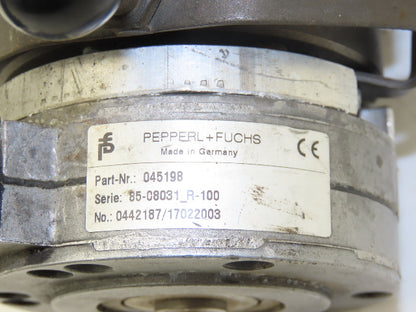 PEPPERL+FUCHS
Made in Germany
CE
Part-Nr.: 045198
Serie: 85-08031_R-100
No.: 0442187/17022003